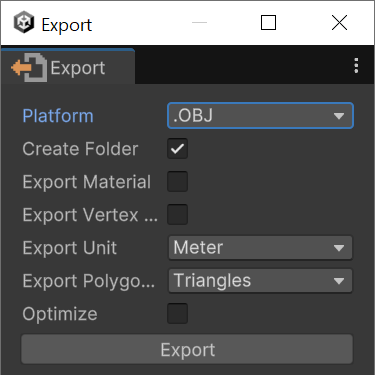 Export
Export
Platform .OBJ
Create Folder
Export Material
Export Vertex ...
Export Unit Meter
Export Polygo... Triangles
Optimize
Export